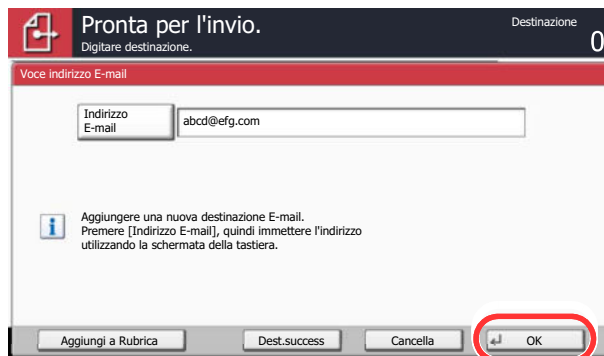 Pronta per l'invio.
Digitare destinazione.
Destinazione
0
Voce indirizzo E-mail
Indirizzo
E-mail
abcd@efg.com
Aggiungere una nuova destinazione E-mail.
Premere [Indirizzo E-mail], quindi immettere l'indirizzo
utilizzando la schermata della tastiera.
Aggiungi a Rubrica
Dest.success
Cancella
OK